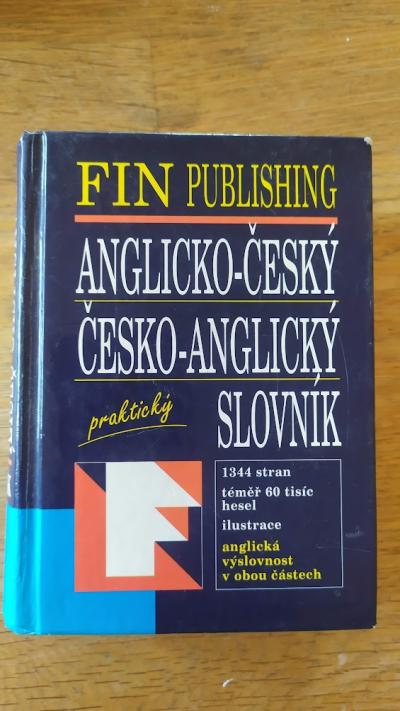 FIN PUBLISHING
ANGLICKO-ČESKÝ
ČESKO-ANGLICKÝ
praktický
SLOVNÍK
1344 stran
téměř 60 tisíc
hesel
ilustrace
anglická
výslovnost
v obou částech